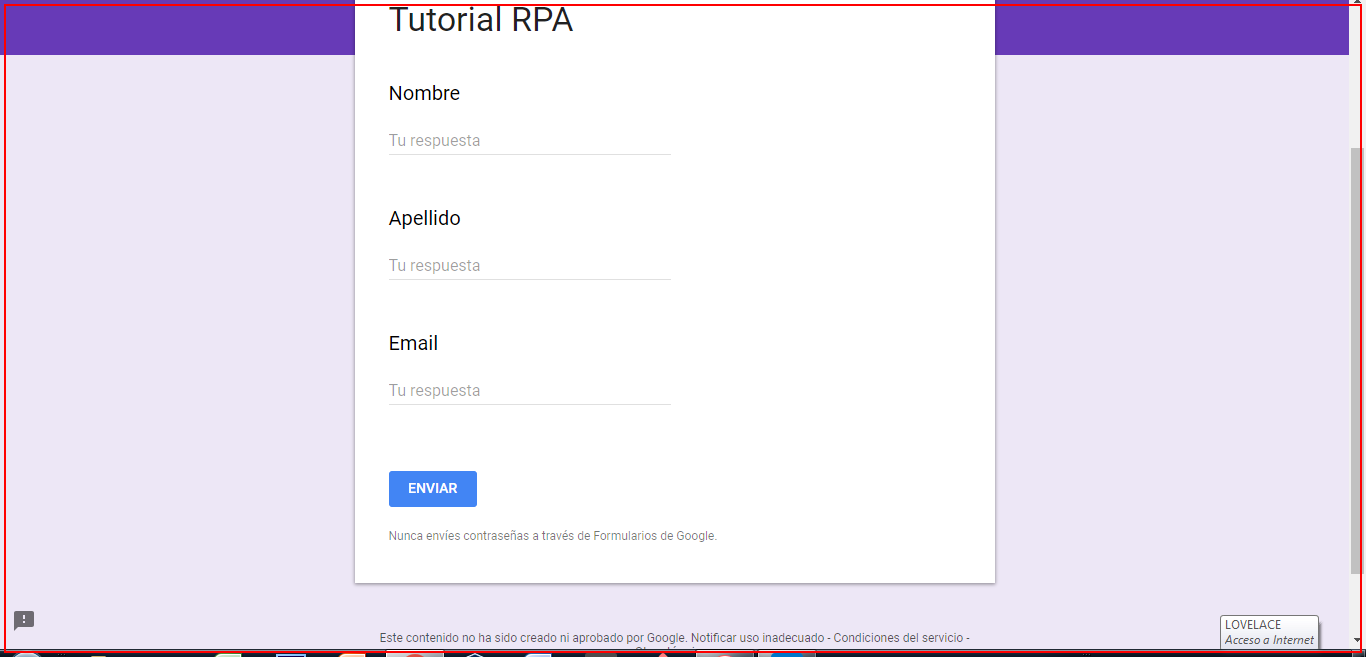 Tutorial RPA
Nombre
Tu respuesta
Apellido
Tu respuesta
Email
Tu respuesta
ENVIAR
Nunca envíes contraseñas a través de Formularios de Google.
LOVELACE
Acceso a Internet
Este contenido no ha sido creado ni aprobado por Google. Notificar uso inadecuado - Condiciones del servicio -